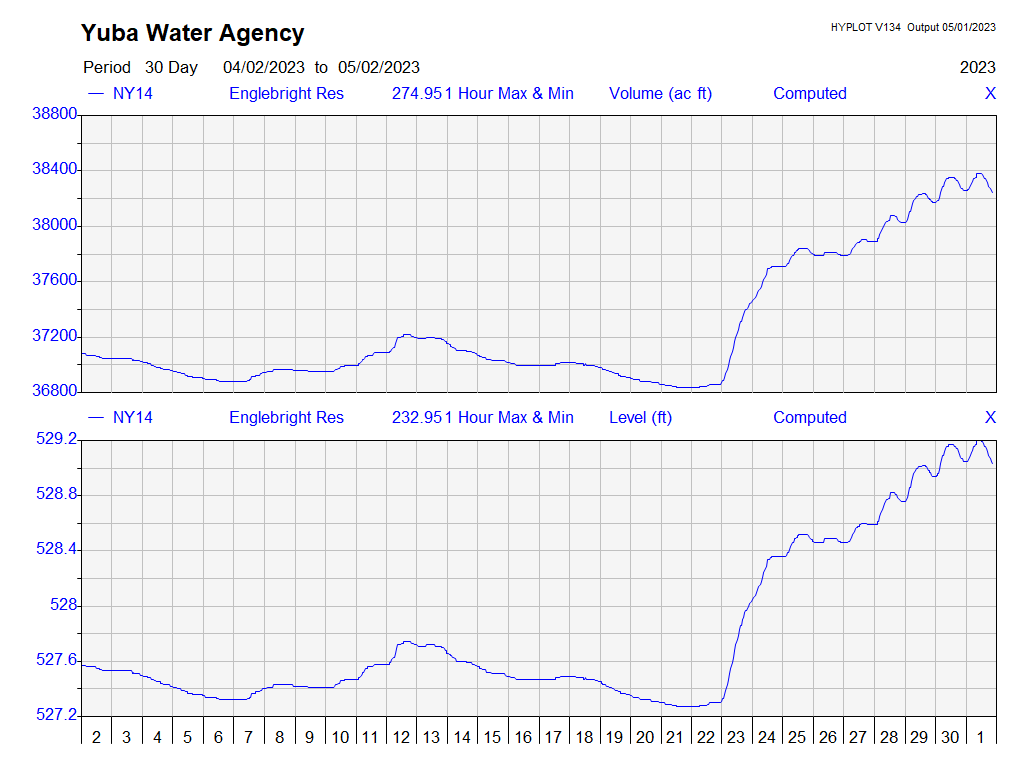 Yuba Water Agency
HYPLOT V134 Output 05/01/2023
Period 30 Day 04/02/2023 to 05/02/2023
2023
NY14 Englebright Res 274.951 Hour Max & Min Volume (ac ft) Computed X
38800
38400
38000
37600
37200
36800
NY14 Englebright Res 232.951 Hour Max & Min Level (ft) Computed X
529.2
528.8
528.4
528
527.6
527.2
2 3 4 5 6 7 8 9 10 11 12 13 14 15 16 17 18 19 20 21 22 23 24 25 26 27 28 29 30 1